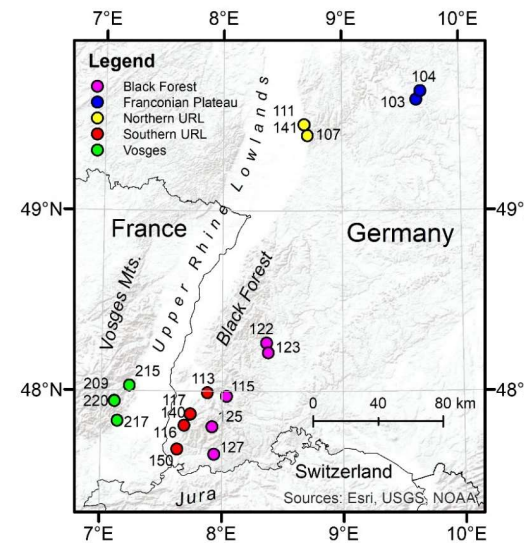 7°E 8°E 9°E 10°E
Legend
Black Forest
Franconian Plateau
Northern URL
Southern URL
Vosges
104
103
111
141 107
49°N 49°
France
Germany
Upper Rhine Lowlands
Vosges Mts.
Black Forest
122
123
215
209
220
217
48°N 48°
113 115
117
140
125
116
127
150
0 40 80 km
Switzerland
Jura
Sources: Esri, USGS, NOAA
7°E 8°E 9°E 10°E